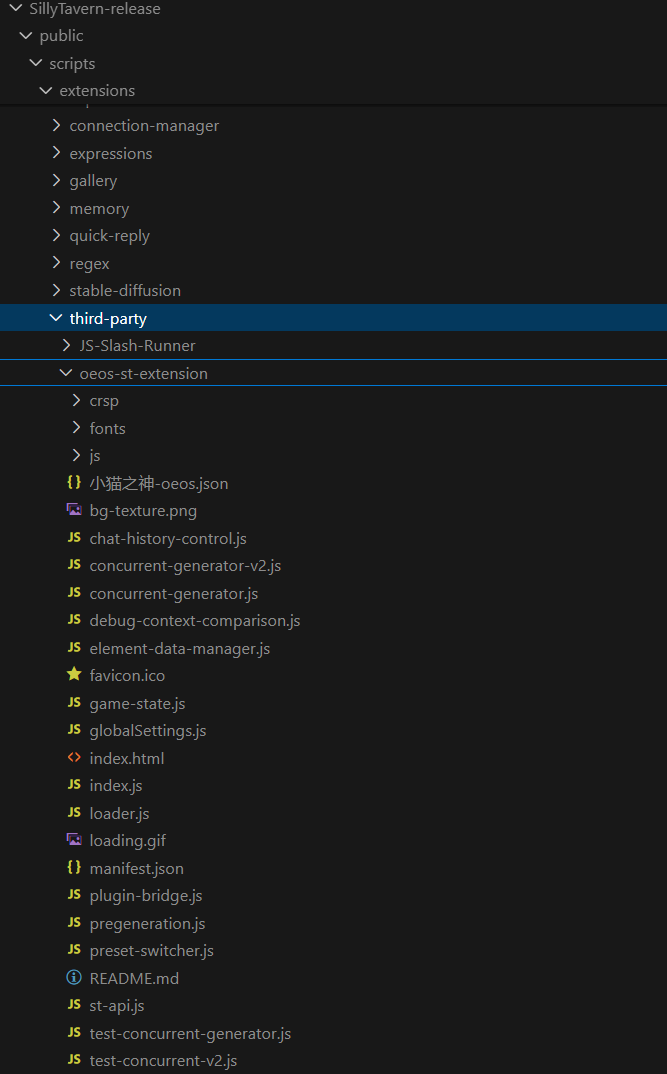 SillyTavern-release
public
scripts
extensions
connection-manager
expressions
gallery
memory
quick-reply
regex
stable-diffusion
third-party
JS-Slash-Runner
oeos-st-extension
crsp
fonts
js
{} 小猫之神-oeos.json
bg-texture.png
JS chat-history-control.js
JS concurrent-generator-v2.js
JS concurrent-generator.js
JS debug-context-comparison.js
JS element-data-manager.js
favicon.ico
JS game-state.js
JS globalSettings.js
<> index.html
JS index.js
JS loader.js
loading.gif
{} manifest.json
JS plugin-bridge.js
JS pregeneration.js
JS preset-switcher.js
README.md
JS st-api.js
JS test-concurrent-generator.js
JS test-concurrent-v2.js